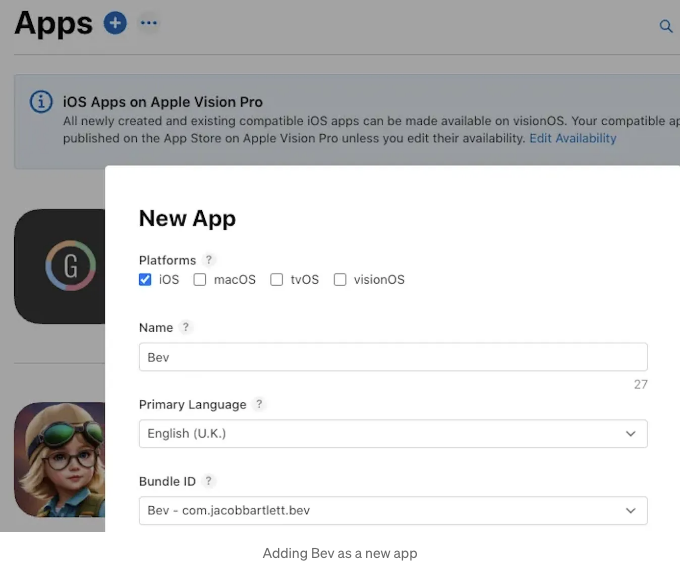 Apps
iOS Apps on Apple Vision Pro
All newly created and existing compatible iOS apps can be made available on visionOS. Your compatible
published on the App Store on Apple Vision Pro unless you edit their availability. Edit Availability
G
New App
Platforms ?
iOS macOS tvOS visionOS
Name ?
Bev
27
Primary Language ?
English (U.K.)
Bundle ID ?
Bev - com.jacobbartlett.bev
Adding Bev as a new app